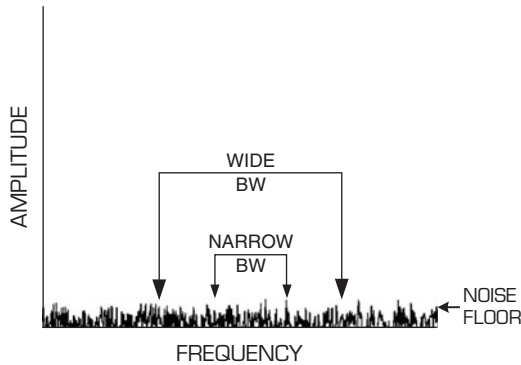 AMPLITUDE
WIDE
BW
NARROW
BW
NOISE
FLOOR
FREQUENCY